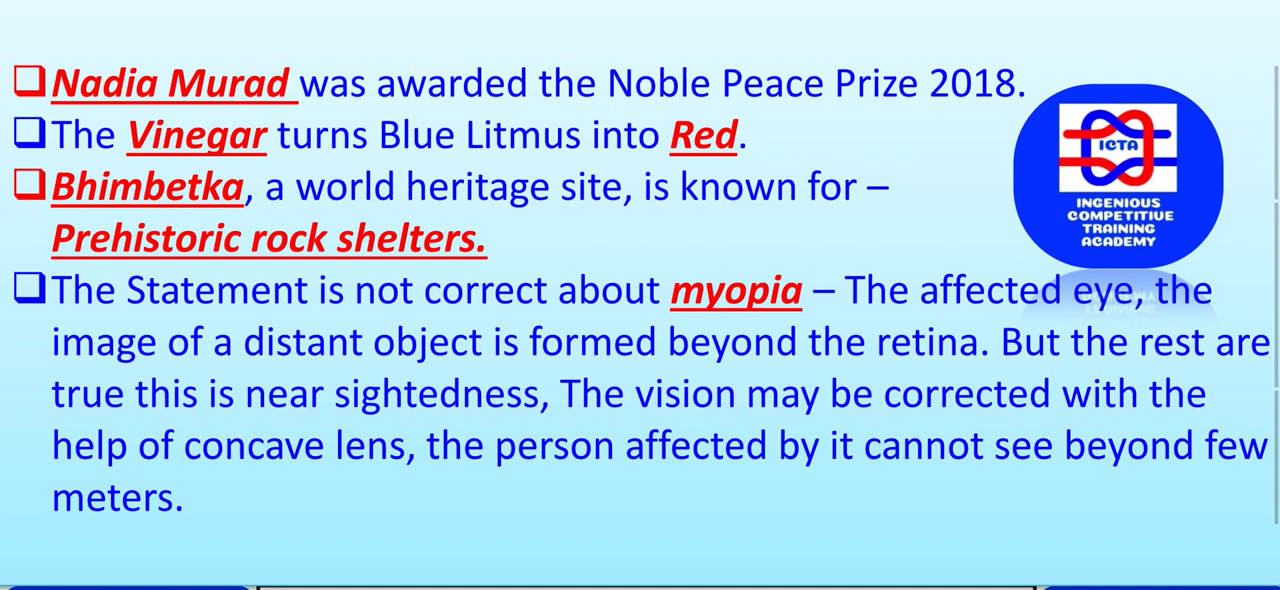 Nadia Murad was awarded the Noble Peace Prize 2018.
The Vinegar turns Blue Litmus into Red.
Bhimbetka, a world heritage site, is known for –
Prehistoric rock shelters.
The Statement is not correct about myopia – The affected eye, the
image of a distant object is formed beyond the retina. But the rest are
true this is near sightedness, The vision may be corrected with the
help of concave lens, the person affected by it cannot see beyond few
meters.
ICTA
INGENIOUS
COMPETITIVE
TRAINING
ACADEMY